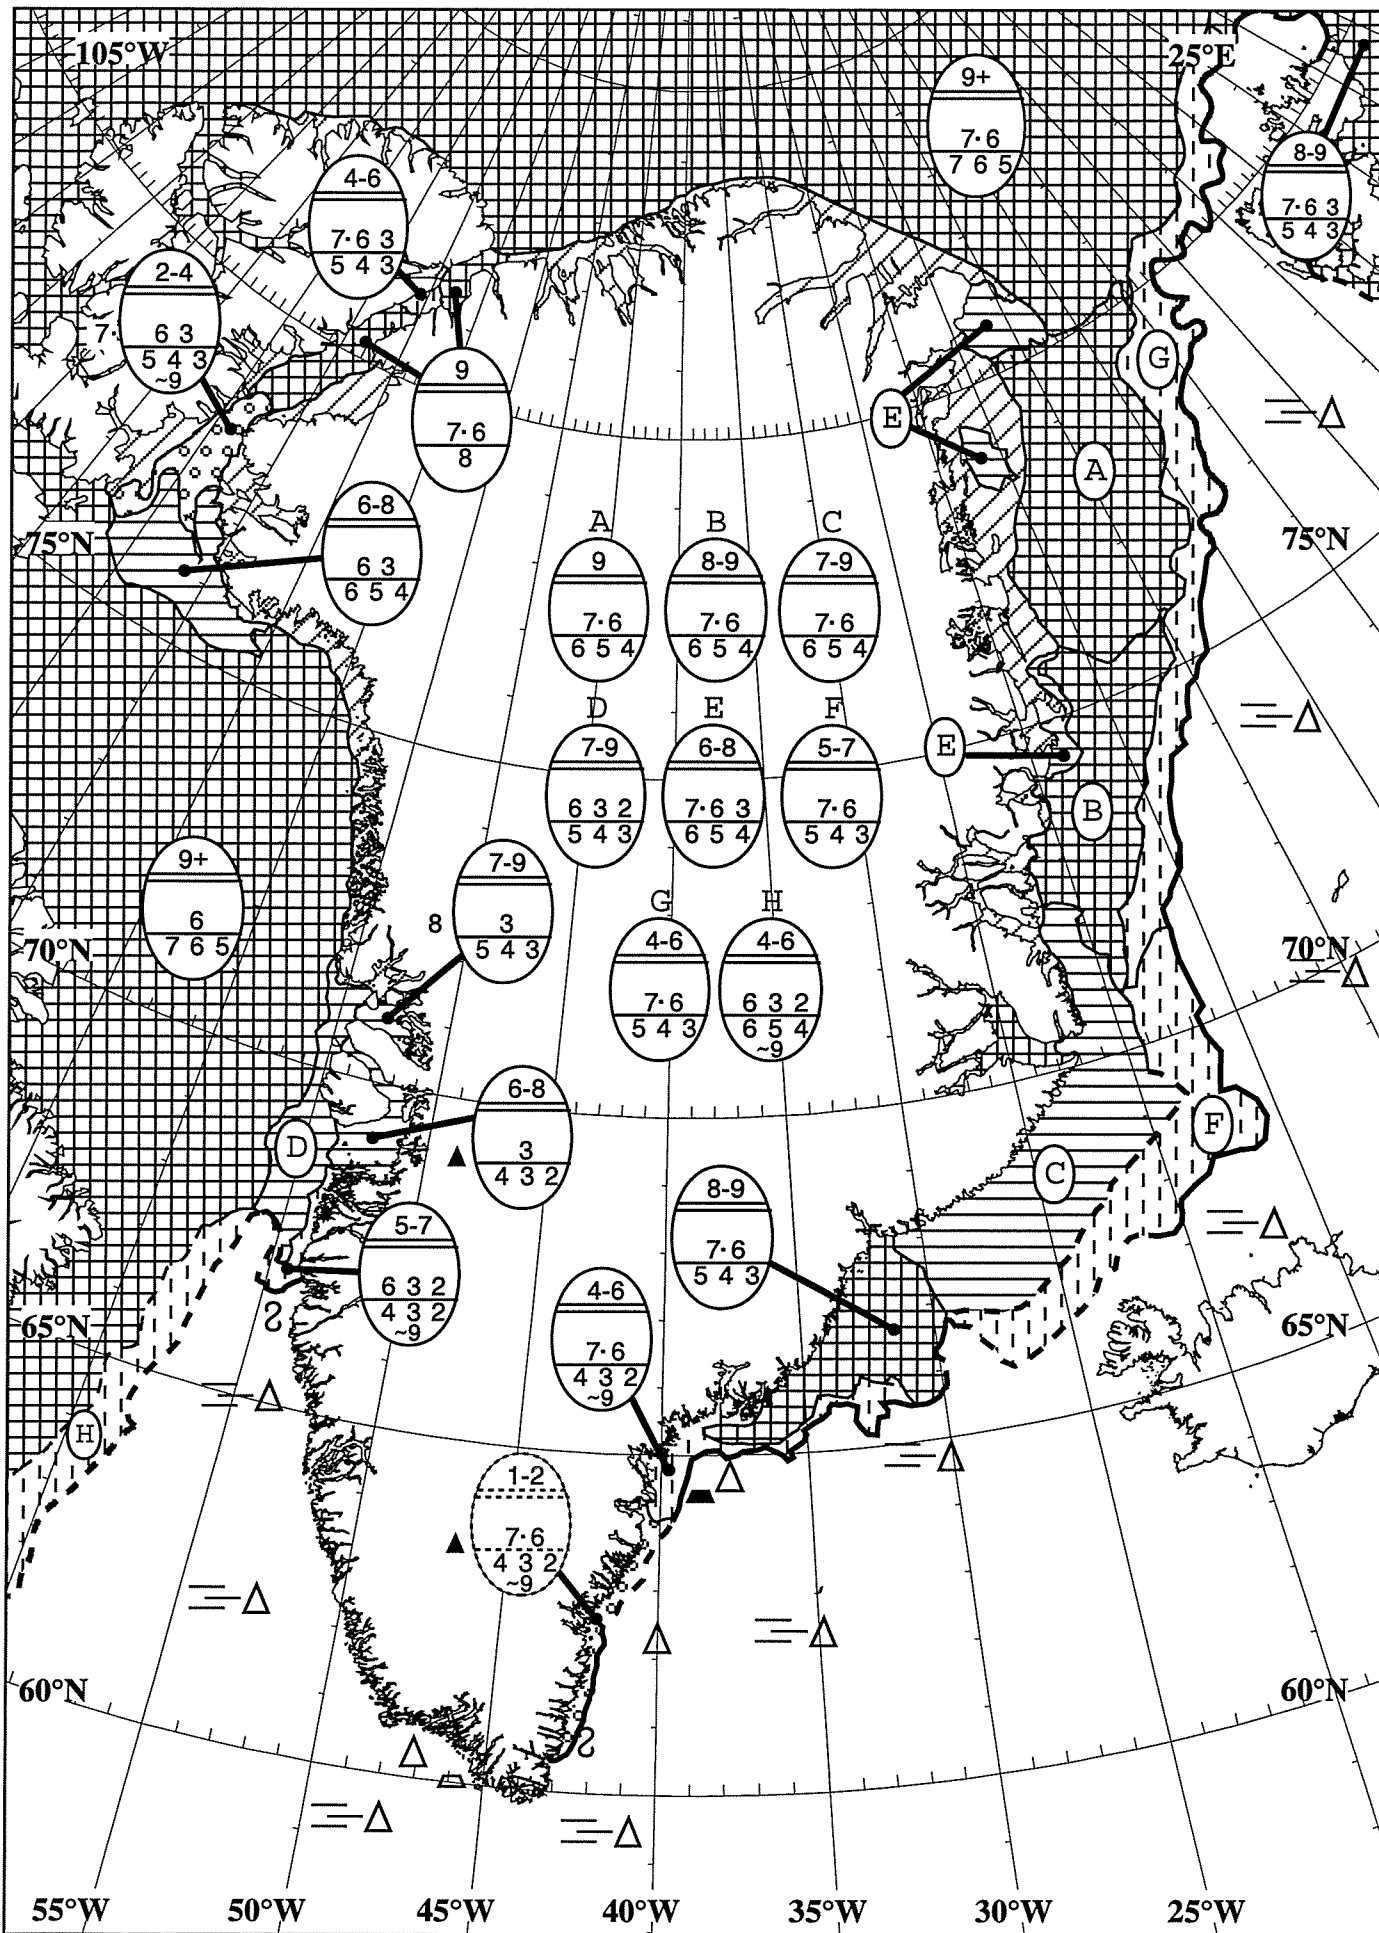 105°W
25°E
9+
7·6
7 6 5
8-9
7·6 3
5 4 3
4-6
7·6 3
5 4 3
2-4
7·
6 3
5 4 3
~9
9
7·6
8
G
E
A
6-8
6 3
6 5 4
75°N
75°N
A
9
7·6
6 5 4
B
8-9
7·6
6 5 4
C
7-9
7·6
6 5 4
D
7-9
6 3 2
5 4 3
E
6-8
7·6 3
6 5 4
F
5-7
7·6
5 4 3
E
B
9+
6
7 6 5
7-9
8
3
5 4 3
G
4-6
7·6
5 4 3
H
4-6
6 3 2
6 5 4
~9
70°N
70°N
6-8
3
4 3 2
D
F
C
8-9
7·6
5 4 3
5-7
6 3 2
4 3 2
~9
4-6
7·6
4 3 2
~9
65°N
65°N
H
1-2
7·6
4 3 2
~9
60°N
60°N
55°W 50°W 45°W 40°W 35°W 30°W 25°W